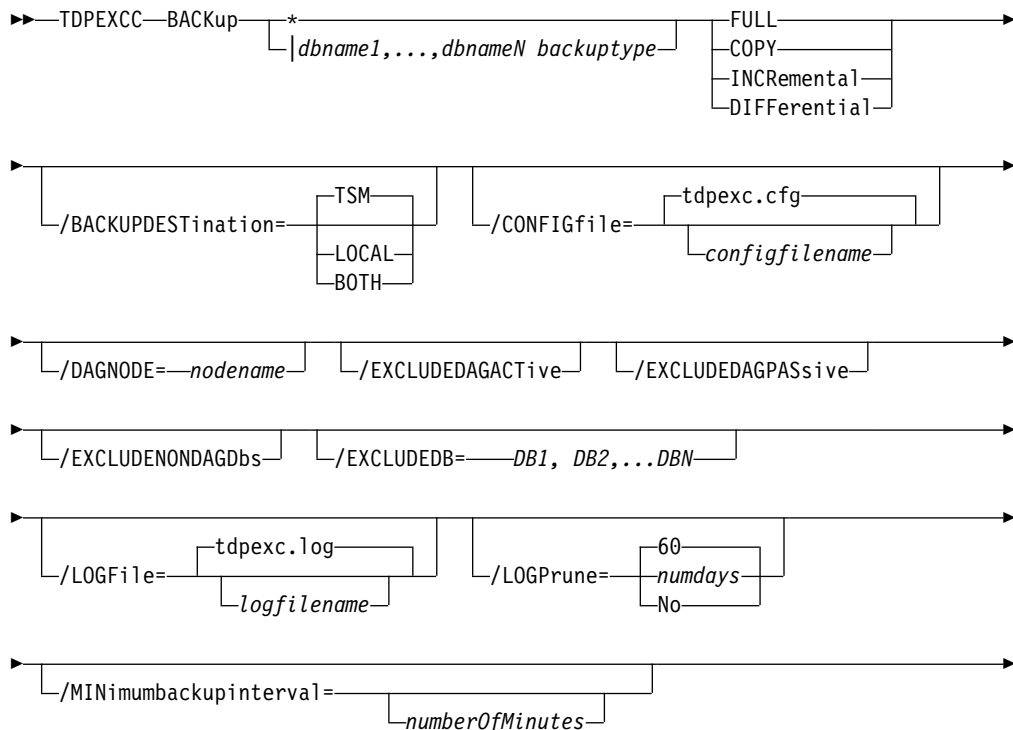 TDPEXCC BACKup * FULL
|dbname1,...,dbnameN backuptype COPY
INCRemental
DIFFerential
TSM tdpexc.cfg
/BACKUPDESTination= /CONFIGfile=
LOCAL configfilename
BOTH
/DAGNODE= nodename /EXCLUDEDAGACTive /EXCLUDEDAGPASsive
/EXCLUDENONDAGDbs /EXCLUDEDB= DB1, DB2,...DBN
tdpexc.log 60
/LOGFile= /LOGPrune= numdays
logfilename No
/MINimumbackupinterval=
numberOfMinutes